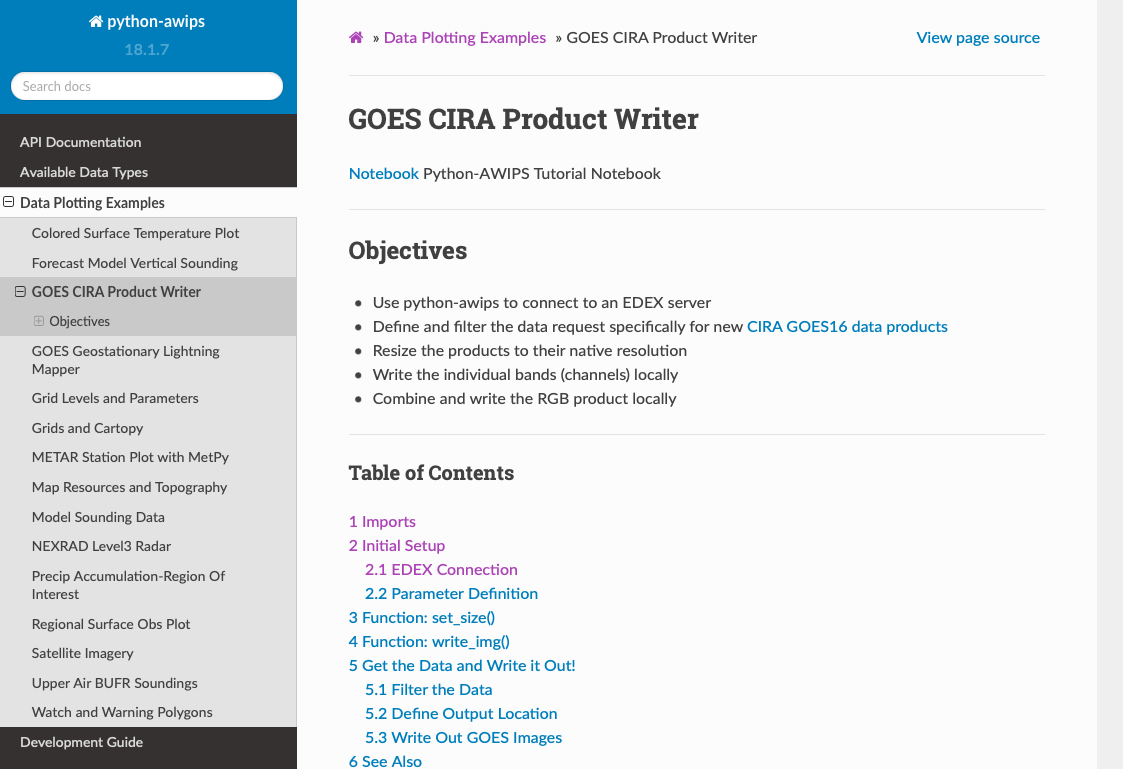 python-awips
18.1.7
Search docs
API Documentation
Available Data Types
Data Plotting Examples
Colored Surface Temperature Plot
Forecast Model Vertical Sounding
GOES CIRA Product Writer
Objectives
GOES Geostationary Lightning
Mapper
Grid Levels and Parameters
Grids and Cartopy
METAR Station Plot with MetPy
Map Resources and Topography
Model Sounding Data
NEXRAD Level3 Radar
Precip Accumulation-Region Of
Interest
Regional Surface Obs Plot
Satellite Imagery
Upper Air BUFR Soundings
Watch and Warning Polygons
Development Guide
» Data Plotting Examples » GOES CIRA Product Writer
View page source
GOES CIRA Product Writer
Notebook Python-AWIPS Tutorial Notebook
Objectives
• Use python-awips to connect to an EDEX server
• Define and filter the data request specifically for new CIRA GOES16 data products
• Resize the products to their native resolution
• Write the individual bands (channels) locally
• Combine and write the RGB product locally
Table of Contents
1 Imports
2 Initial Setup
2.1 EDEX Connection
2.2 Parameter Definition
3 Function: set_size()
4 Function: write_img()
5 Get the Data and Write it Out!
5.1 Filter the Data
5.2 Define Output Location
5.3 Write Out GOES Images
6 See Also